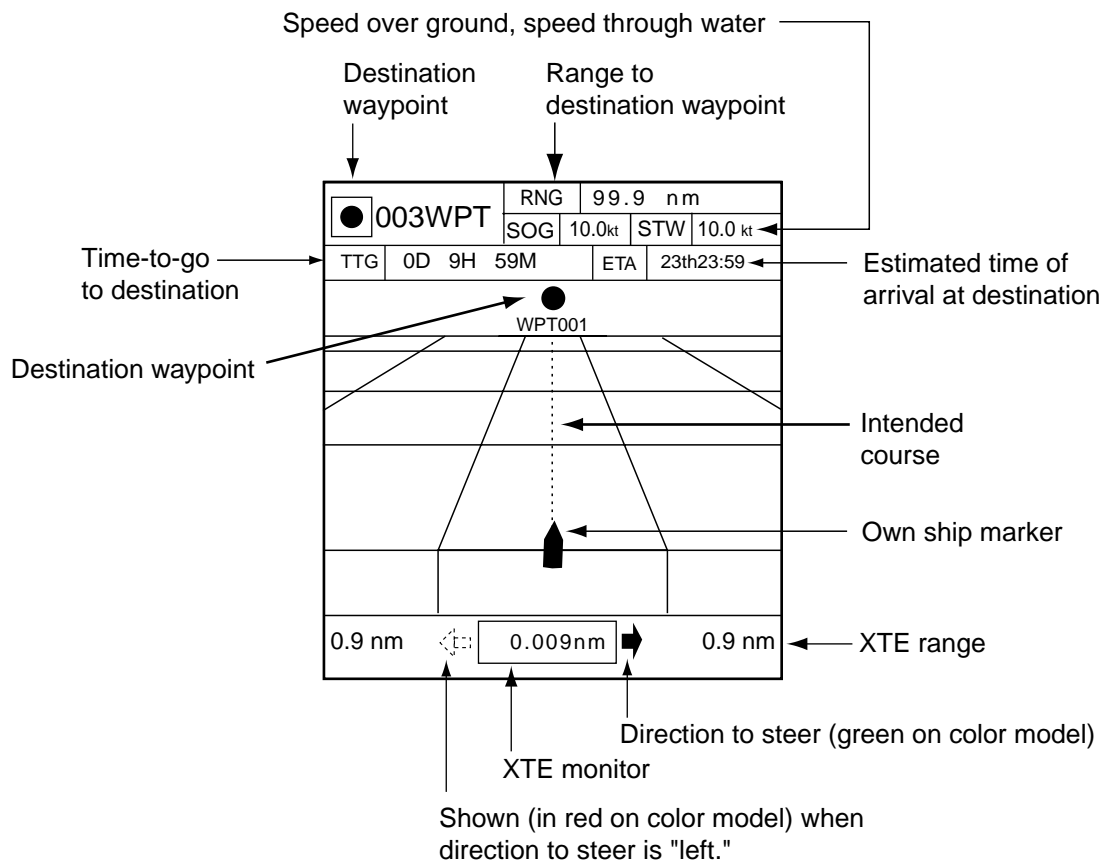 Speed over ground, speed through water
Destination
waypoint
Range to
destination waypoint
003WPT
RNG 99.9 nm
SOG 10.0kt STW 10.0 kt
Time-to-go
to destination
TTG 0D 9H 59M ETA 23th23:59
Estimated time of
arrival at destination
WPT001
Destination waypoint
Intended
course
Own ship marker
0.9 nm 0.009nm 0.9 nm
XTE range
Direction to steer (green on color model)
XTE monitor
Shown (in red on color model) when
direction to steer is "left."